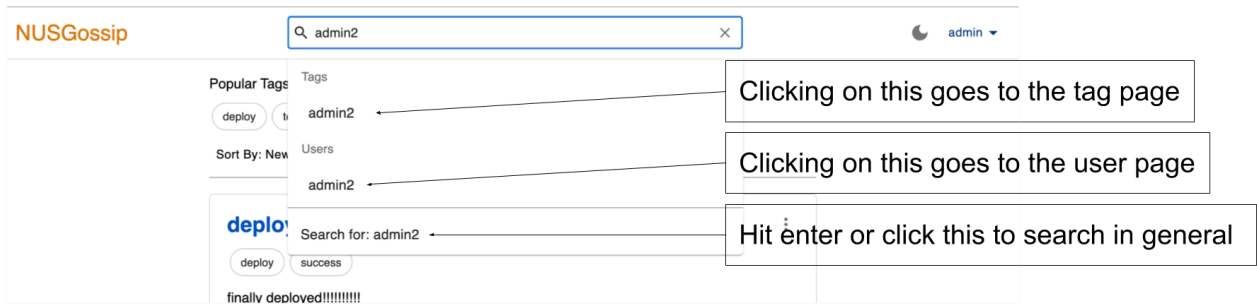 NUSGossip
admin2
admin
Popular Tags
Tags
Clicking on this goes to the tag page
deploy
admin2
Sort By: New
Users
Clicking on this goes to the user page
admin2
Search for: admin2
Hit enter or click this to search in general
deploy
success
finally deployed!!!!!!!!!!